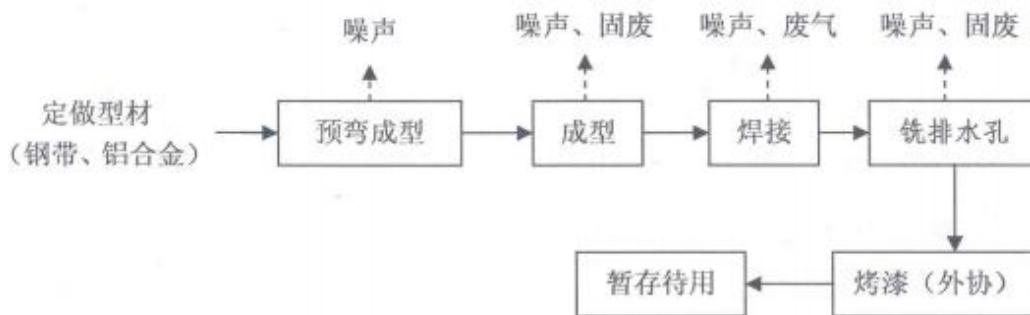 噪声
噪声、固废
噪声、废气
噪声、固废
定做型材
（钢带、铝合金）
预弯成型
成型
焊接
铣排水孔
暂存待用
烤漆（外协）